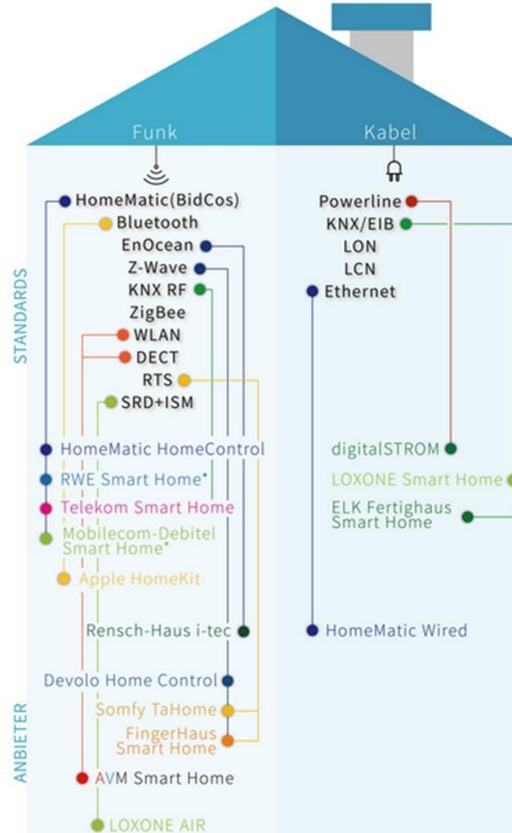 Funk
Kabel
STANDARDS
HomeMatic(BidCos)
Bluetooth
EnOcean
Z-Wave
KNX RF
ZigBee
WLAN
DECT
RTS
SRD+ISM
Powerline
KNX/EIB
LON
LCN
Ethernet
ANBIETER
HomeMatic HomeControl
RWE Smart Home*
Telekom Smart Home
Mobilecom-Debitel
Smart Home*
Apple HomeKit
Rensch-Haus i-tec
Devolo Home Control
Somfy TaHome
FingerHaus
Smart Home
AVM Smart Home
LOXONE AIR
digitalSTROM
LOXONE Smart Home
ELK Fertighaus
Smart Home
HomeMatic Wired